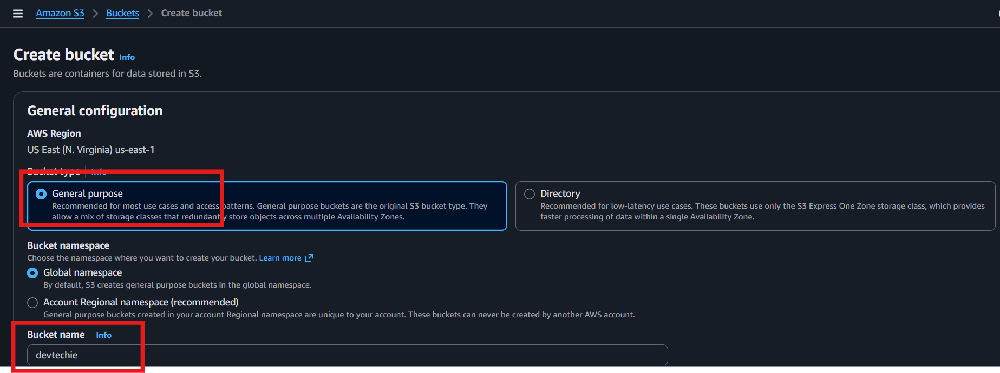 Amazon S3 > Buckets > Create bucket
Create bucket Info
Buckets are containers for data stored in S3.
General configuration
AWS Region
US East (N. Virginia) us-east-1
Bucket type Info
General purpose
Recommended for most use cases and access patterns. General purpose buckets are the original S3 bucket type. They
allow a mix of storage classes that redundantly store objects across multiple Availability Zones.
Directory
Recommended for low-latency use cases. These buckets use only the S3 Express One Zone storage class, which provides
faster processing of data within a single Availability Zone.
Bucket namespace
Choose the namespace where you want to create your bucket. Learn more
Global namespace
By default, S3 creates general purpose buckets in the global namespace.
Account Regional namespace (recommended)
General purpose buckets created in your account Regional namespace are unique to your account. These buckets can never be created by another AWS account.
Bucket name Info
devtechie